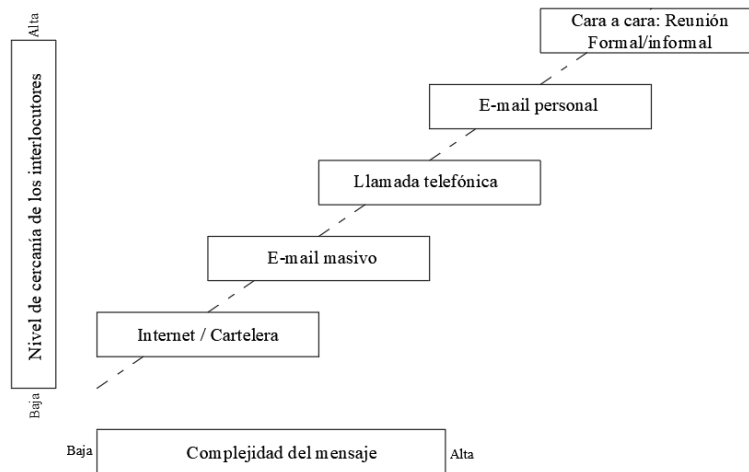 Alta
Cara a cara: Reunión
Formal/informal
E-mail personal
Llamada telefónica
E-mail masivo
Internet / Cartelera
Nivel de cercanía de los interlocutores
Baja
Baja
Complejidad del mensaje
Alta